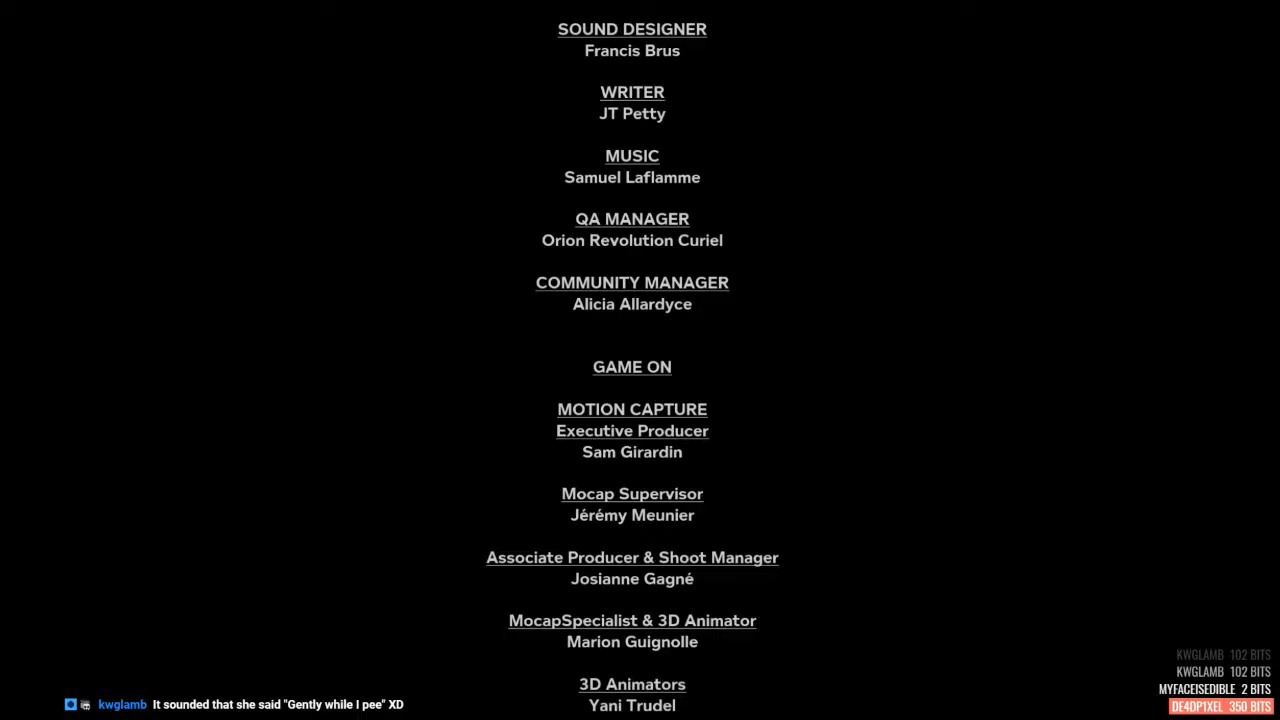 SOUND DESIGNER
Francis Brus
WRITER
JT Petty
MUSIC
Samuel Laflamme
QA MANAGER
Orion Revolution Curiel
COMMUNITY MANAGER
Alicia Allardyce
GAME ON
MOTION CAPTURE
Executive Producer
Sam Girardin
Mocap Supervisor
Jérémy Meunier
Associate Producer & Shoot Manager
Josianne Gagné
MocapSpecialist & 3D Animator
Marion Guignolle
3D Animators
Yani Trudel
kwglamb It sounded that she said "Gently while I pee" XD
KWGLAMB 102 BITS
KWGLAMB 102 BITS
MYFACEISEDIBLE 2 BITS
DE4DP1XEL 350 BITS